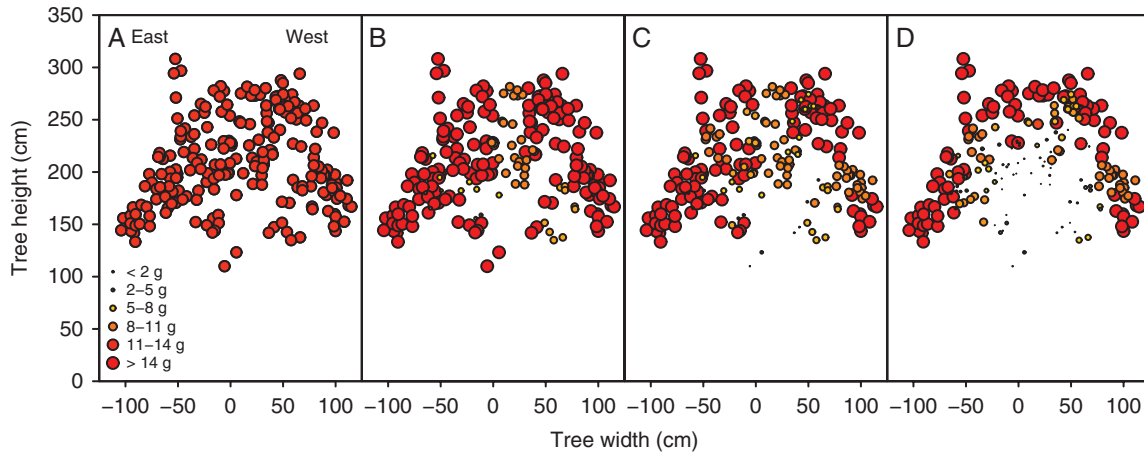 350
300
250
200
150
100
50
0
Tree height (cm)
A East West
B
C
D
< 2 g
2–5 g
5–8 g
8–11 g
11–14 g
> 14 g
−100 −50 0 50 100
−100 −50 0 50 100
−100 −50 0 50 100
−100 −50 0 50 100
Tree width (cm)